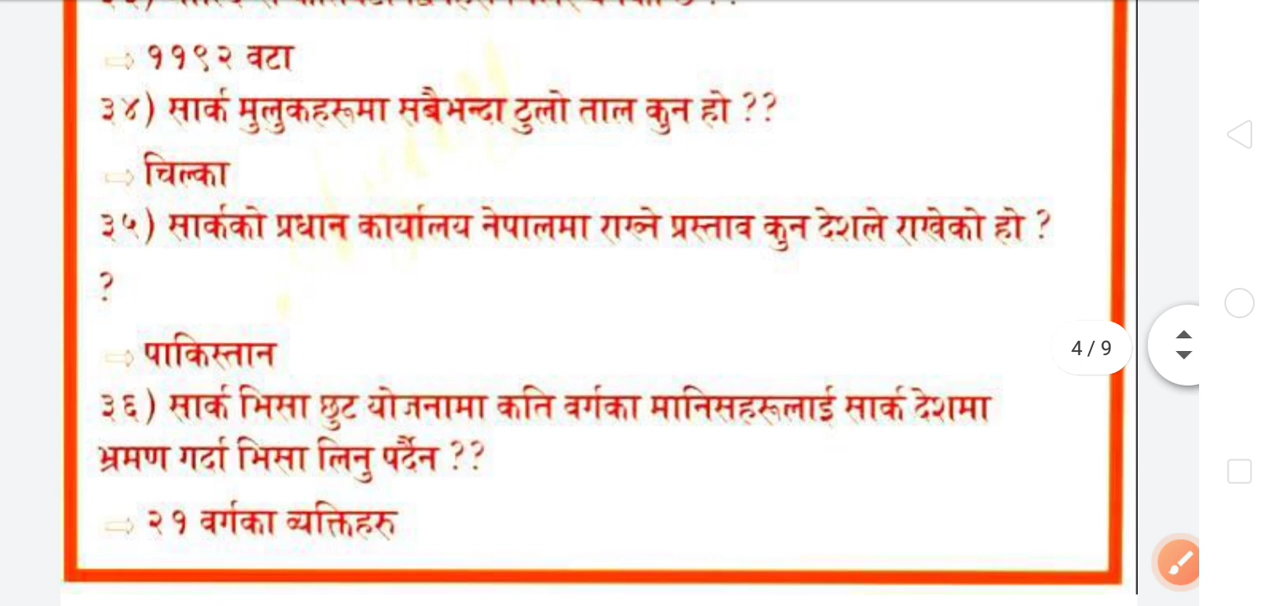 ⇨ ११९२ वटा
३४) सार्क मुलुकहरूमा सबैभन्दा ठुलो ताल कुन हो ??
⇨ चिल्का
३५) सार्कको प्रधान कार्यालय नेपालमा राख्ने प्रस्ताव कुन देशले राखेको हो ?
?
⇨ पाकिस्तान
4 / 9
३६) सार्क भिसा छुट योजनामा कति वर्गका मानिसहरूलाई सार्क देशमा
भ्रमण गर्दा भिसा लिनु पर्दैन ??
⇨ २१ वर्गका व्यक्तिहरु